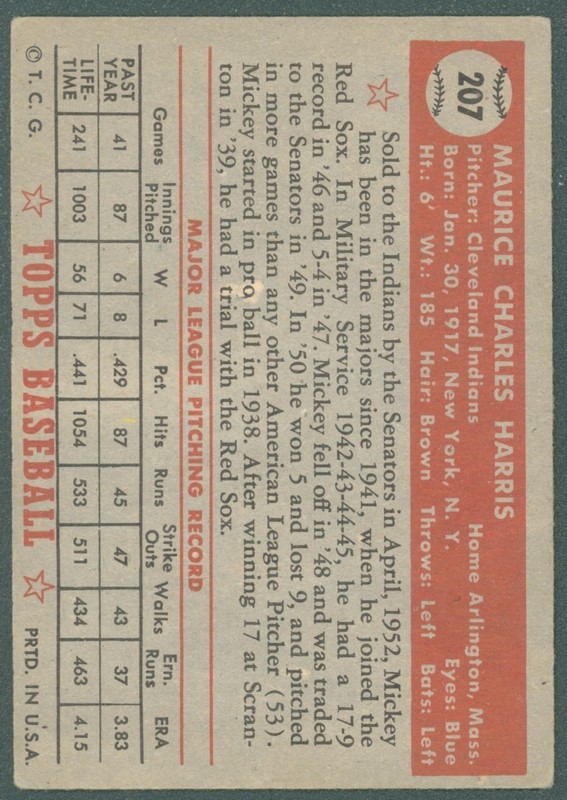 207
MAURICE CHARLES HARRIS
Pitcher: Cleveland Indians Home Arlington, Mass.
Born: Jan. 30, 1917, New York, N. Y. Eyes: Blue
Ht.: 6' Wt.: 185 Hair: Brown Throws: Left Bats: Left
Sold to the Indians by the Senators in April, 1952, Mickey
has been in the majors since 1941, when he joined the
Red Sox. In Military Service 1942-43-44-45, he had a 17-9
record in '46 and 5-4 in '47. Mickey fell off in '48 and was traded
to the Senators in '49. In '50 he won 5 and lost 9, and pitched
in more games than any other American League Pitcher (53).
Mickey started in pro ball in 1938. After winning 17 at Scran-
ton in '39, he had a trial with the Red Sox.
MAJOR LEAGUE PITCHING RECORD
Games Innings Pitched W L Pct. Hits Runs Strike Outs Walks Ern. Runs ERA
PAST YEAR 41 87 6 8 .429 87 45 47 43 37 3.83
LIFE-TIME 241 1003 56 71 .441 1054 533 511 434 463 4.15
© T. C. G. TOPPS BASEBALL PRTD. IN U.S.A.